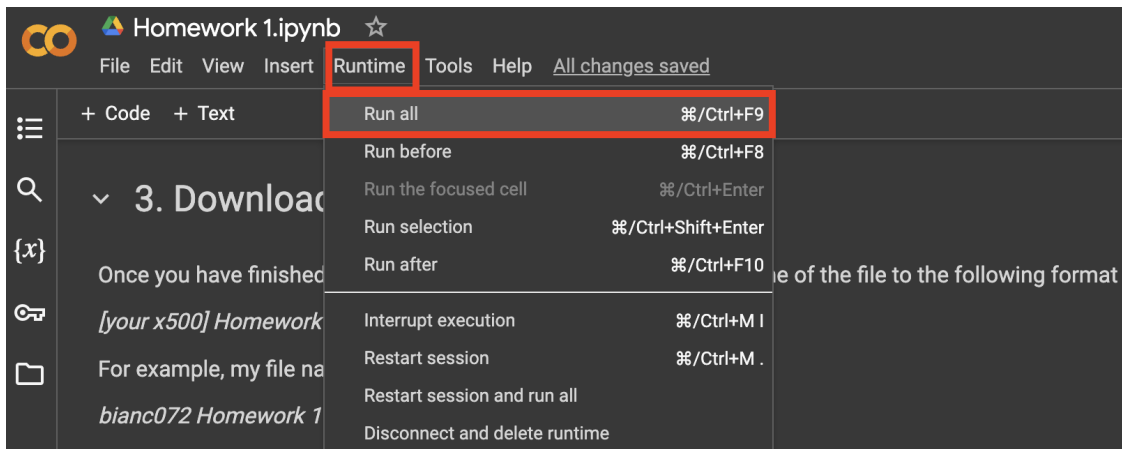 Homework 1.ipynb
File Edit View Insert Runtime Tools Help All changes saved
+ Code + Text
Run all ⌘/Ctrl+F9
Run before ⌘/Ctrl+F8
Run the focused cell ⌘/Ctrl+Enter
Run selection ⌘/Ctrl+Shift+Enter
Run after ⌘/Ctrl+F10
Interrupt execution ⌘/Ctrl+M I
Restart session ⌘/Ctrl+M .
Restart session and run all
Disconnect and delete runtime
{x}
3. Download
Once you have finished of the file to the following format
[your x500] Homework
For example, my file
bianc072 Homework 1